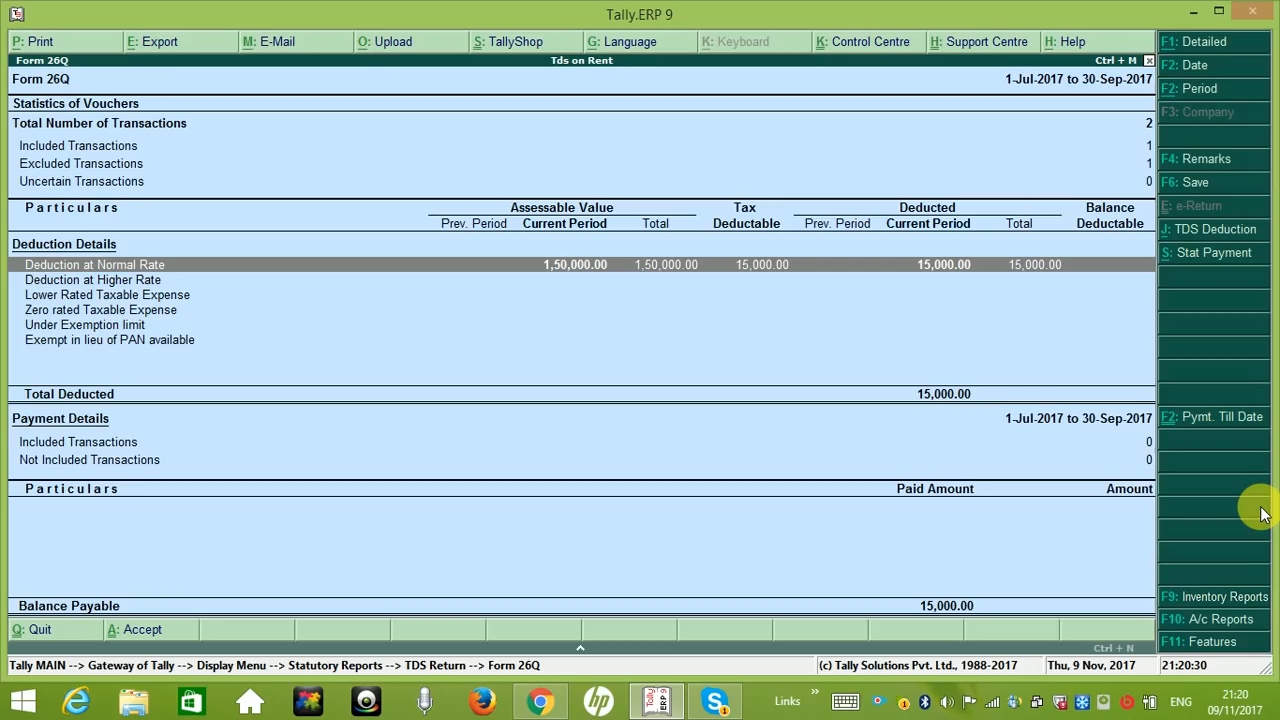 Tally.ERP 9
P: Print E: Export M: E-Mail O: Upload S: TallyShop G: Language K: Keyboard K: Control Centre H: Support Centre H: Help
Form 26Q Tds on Rent Ctrl + M
Form 26Q 1-Jul-2017 to 30-Sep-2017
Statistics of Vouchers
Total Number of Transactions 2
Included Transactions 1
Excluded Transactions 1
Uncertain Transactions 0
Particulars Assessable Value Tax Deducted Balance
Prev. Period Current Period Total Deductable Prev. Period Current Period Total Deductable
Deduction Details
Deduction at Normal Rate 1,50,000.00 1,50,000.00 15,000.00 15,000.00 15,000.00
Deduction at Higher Rate
Lower Rated Taxable Expense
Zero rated Taxable Expense
Under Exemption limit
Exempt in lieu of PAN available
Total Deducted 15,000.00
Payment Details 1-Jul-2017 to 30-Sep-2017
Included Transactions 0
Not Included Transactions 0
Particulars Paid Amount Amount
Balance Payable 15,000.00
Q: Quit A: Accept
Ctrl + N
F1: Detailed
F2: Date
F2: Period
F3: Company
F4: Remarks
F6: Save
E: e-Return
J: TDS Deduction
S: Stat Payment
F2: Pymt. Till Date
F9: Inventory Reports
F10: A/c Reports
F11: Features
Tally MAIN --> Gateway of Tally --> Display Menu --> Statutory Reports --> TDS Return --> Form 26Q (c) Tally Solutions Pvt. Ltd., 1988-2017 Thu, 9 Nov, 2017 21:20:30
Links » ENG 21:20
09/11/2017